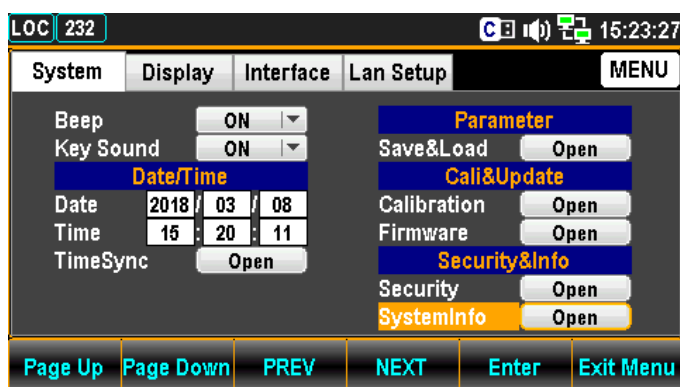 LOC 232 C 15:23:27
System Display Interface Lan Setup MENU
Beep ON
Key Sound ON
Date/Time
Date 2018 / 03 / 08
Time 15 : 20 : 11
TimeSync Open
Parameter
Save&Load Open
Cali&Update
Calibration Open
Firmware Open
Security&Info
Security Open
SystemInfo Open
Page Up Page Down PREV NEXT Enter Exit Menu